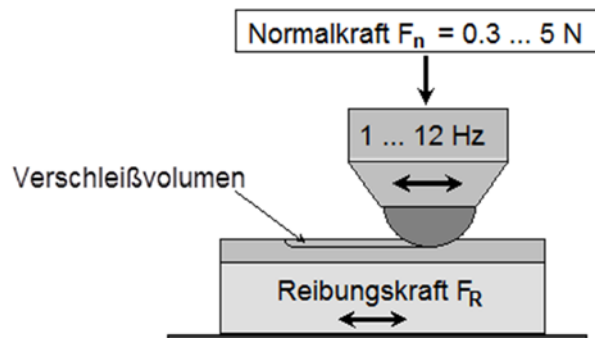 Normalkraft Fn = 0.3 ... 5 N
1 ... 12 Hz
Verschleißvolumen
Reibungskraft FR